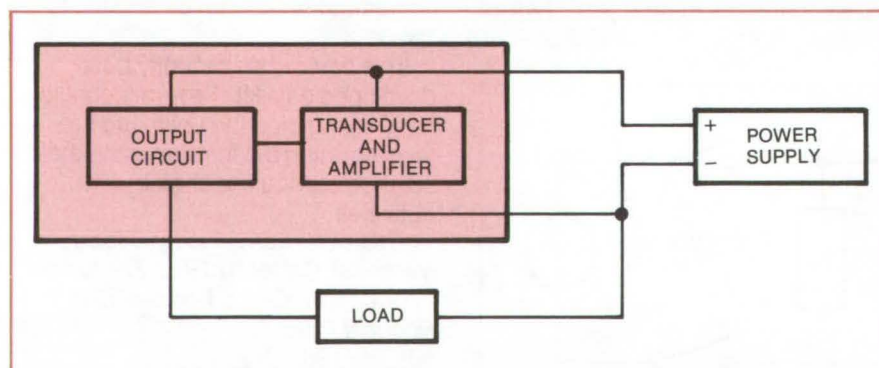 OUTPUT
CIRCUIT
TRANSDUCER
AND
AMPLIFIER
+
−
POWER
SUPPLY
LOAD